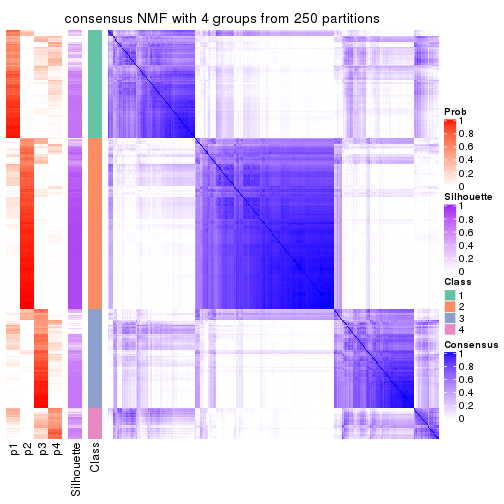 consensus NMF with 4 groups from 250 partitions
Prob
1
0.8
0.6
0.4
0.2
0
Silhouette
1
0.8
0.6
0.4
0.2
0
Class
1
2
3
4
Consensus
1
0.8
0.6
0.4
0.2
0
p1
p2
p3
p4
Silhouette
Class